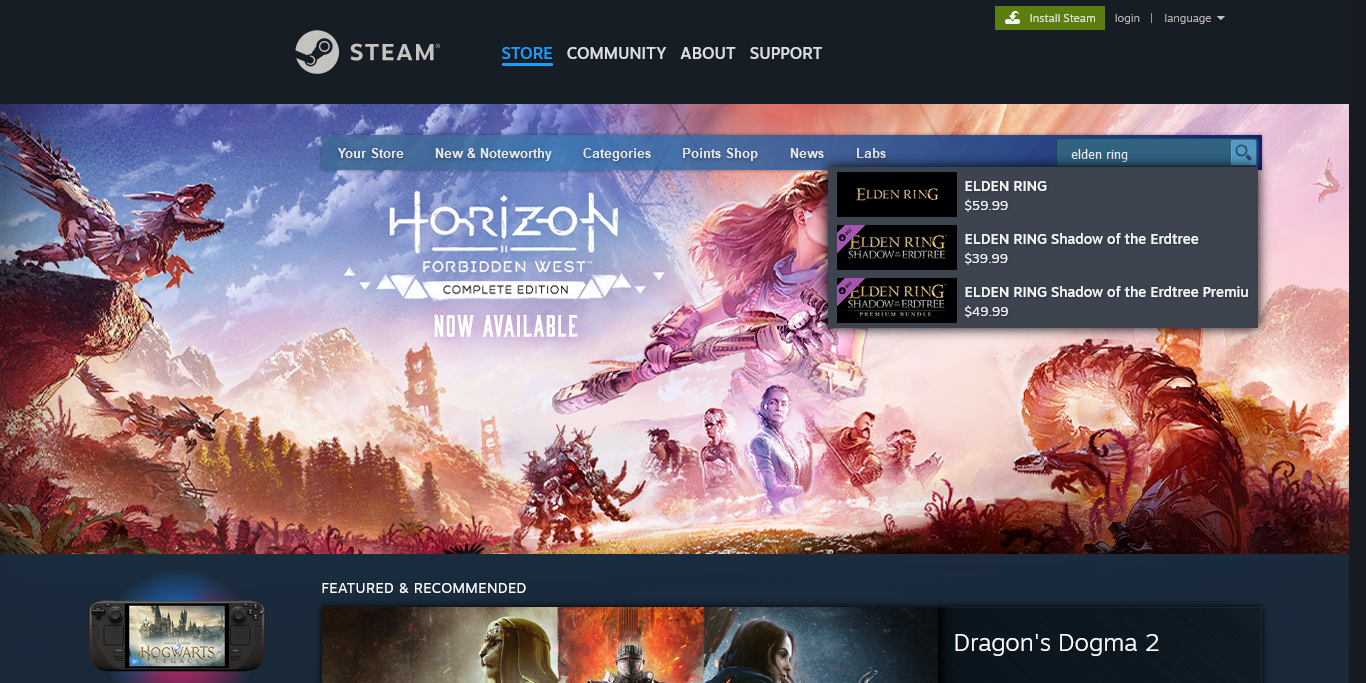 Install Steam
login | language
STEAM®
STORE COMMUNITY ABOUT SUPPORT
Your Store New & Noteworthy Categories Points Shop News Labs
elden ring
ELDEN RING
ELDEN RING
$59.99
ELDEN RING
SHADOW OF THE ERDTREE
ELDEN RING Shadow of the Erdtree
$39.99
ELDEN RING
SHADOW OF THE ERDTREE
PREMIUM BUNDLE
ELDEN RING Shadow of the Erdtree Premiu
$49.99
HORIZON
II
FORBIDDEN WEST™
COMPLETE EDITION
NOW AVAILABLE
FEATURED & RECOMMENDED
HOGWARTS
LEGACY
Dragon's Dogma 2